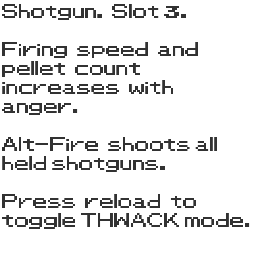 Shotgun. Slot 3.
Firing speed and
pellet count
increases with
anger.
Alt-Fire shoots all
held shotguns.
Press reload to
toggle THWACK mode.